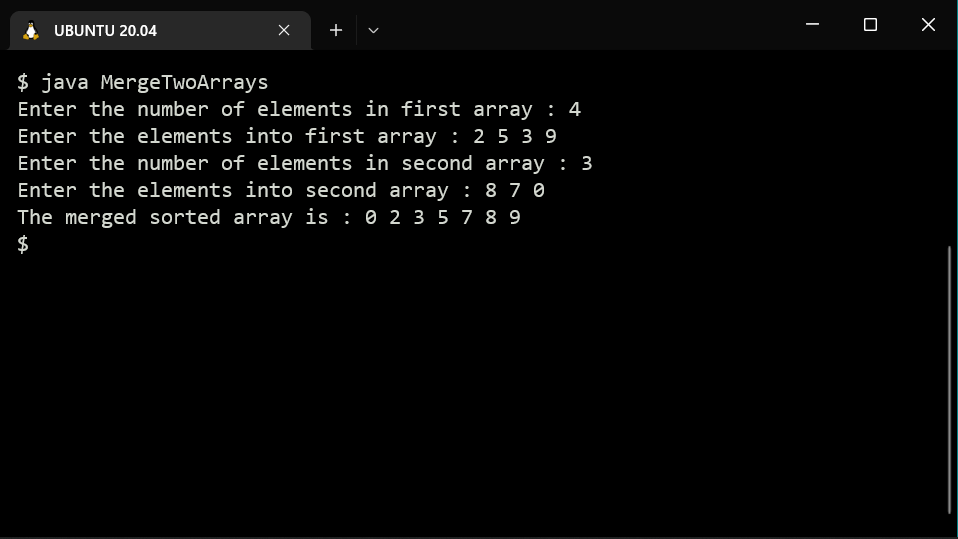 UBUNTU 20.04
$ java MergeTwoArrays
Enter the number of elements in first array : 4
Enter the elements into first array : 2 5 3 9
Enter the number of elements in second array : 3
Enter the elements into second array : 8 7 0
The merged sorted array is : 0 2 3 5 7 8 9
$